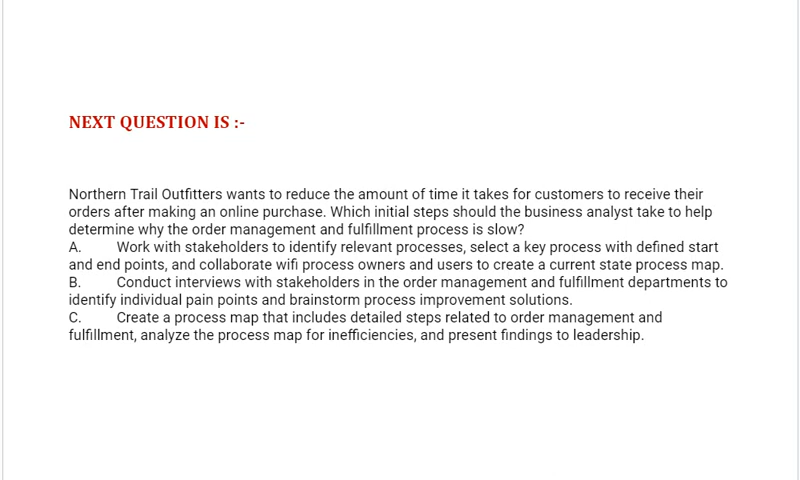 NEXT QUESTION IS :-
Northern Trail Outfitters wants to reduce the amount of time it takes for customers to receive their
orders after making an online purchase. Which initial steps should the business analyst take to help
determine why the order management and fulfillment process is slow?
A. Work with stakeholders to identify relevant processes, select a key process with defined start
and end points, and collaborate wifi process owners and users to create a current state process map.
B. Conduct interviews with stakeholders in the order management and fulfillment departments to
identify individual pain points and brainstorm process improvement solutions.
C. Create a process map that includes detailed steps related to order management and
fulfillment, analyze the process map for inefficiencies, and present findings to leadership.